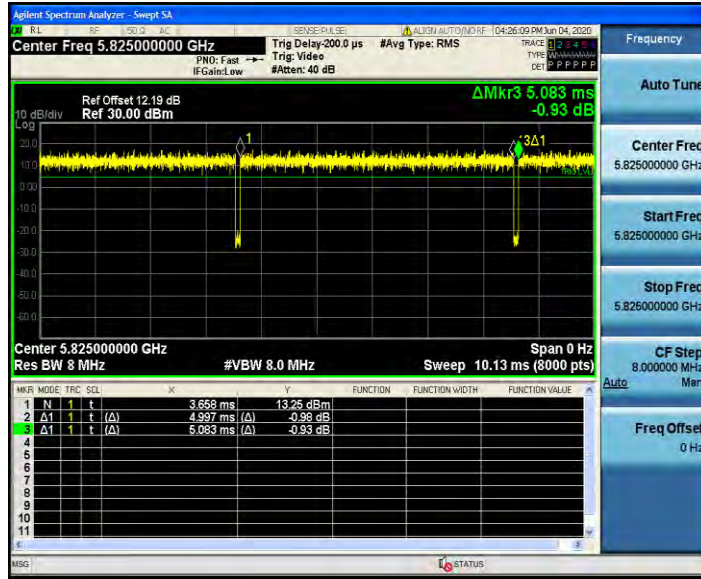 Agilent Spectrum Analyzer - Swept SA
RL RF 50 Ω AC SENSE:PULSE ALIGN AUTO/NO RF 04:26:09 PM Jun 04, 2020
Center Freq 5.825000000 GHz
PNO: Fast
IFGain:Low
Trig Delay-200.0 µs
Trig: Video
#Atten: 40 dB
#Avg Type: RMS
TRACE 1 2 3 4 5 6
TYPE
DET P P P P P P
Ref Offset 12.19 dB
10 dB/div Ref 30.00 dBm
Log
ΔMkr3 5.083 ms
-0.93 dB
20.0
10.0
0.00
-20.0
-30.0
-40.0
-60.0
1
3Δ1
TRIG LVL
Center 5.825000000 GHz Span 0 Hz
Res BW 8 MHz #VBW 8.0 MHz Sweep 10.13 ms (8000 pts)
MKR MODE TRC SCL X Y FUNCTION FUNCTION WIDTH FUNCTION VALUE
1 N 1 t 3.658 ms 13.25 dBm
2 Δ1 1 t (Δ) 4.997 ms (Δ) -0.98 dB
3 Δ1 1 t (Δ) 5.083 ms (Δ) -0.93 dB
4
5
6
7
8
9
10
11
MSG STATUS
Frequency
Auto Tune
Center Freq
5.825000000 GHz
Start Freq
5.825000000 GHz
Stop Freq
5.825000000 GHz
CF Step
8.000000 MHz
Auto Man
Freq Offset
0 Hz